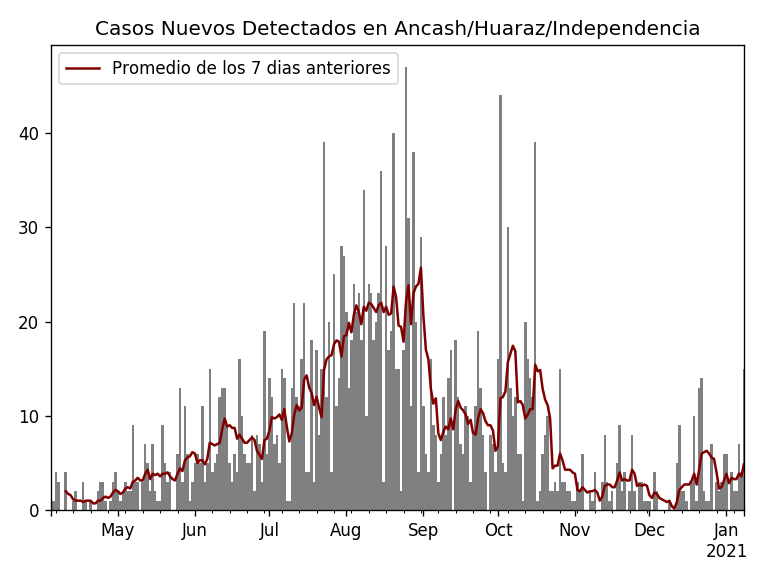 Casos Nuevos Detectados en Ancash/Huaraz/Independencia
Promedio de los 7 dias anteriores
40
30
20
10
0
May Jun Jul Aug Sep Oct Nov Dec Jan
2021